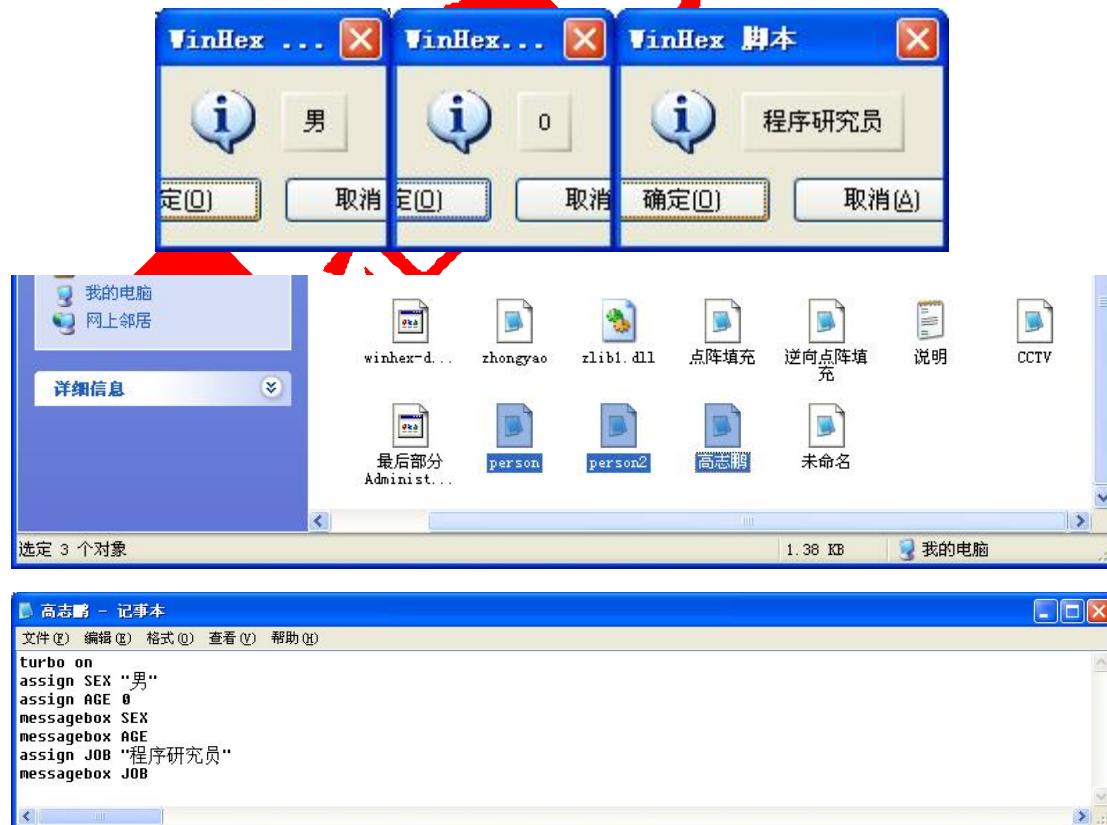 WinHex ... WinHex... WinHex 脚本
男 0 程序研究员
定(O) 取消 定(O) 取消 确定(O) 取消(A)
我的电脑
网上邻居
详细信息
winhex-d... zhongyao zlib1.dll 点阵填充 逆向点阵填充 说明 CCTV
最后部分 Administ... person person2 高志鹏 未命名
选定 3 个对象 1.38 KB 我的电脑
高志鹏 - 记事本
文件(F) 编辑(E) 格式(O) 查看(V) 帮助(H)
turbo on
assign SEX "男"
assign AGE 0
messagebox SEX
messagebox AGE
assign JOB "程序研究员"
messagebox JOB